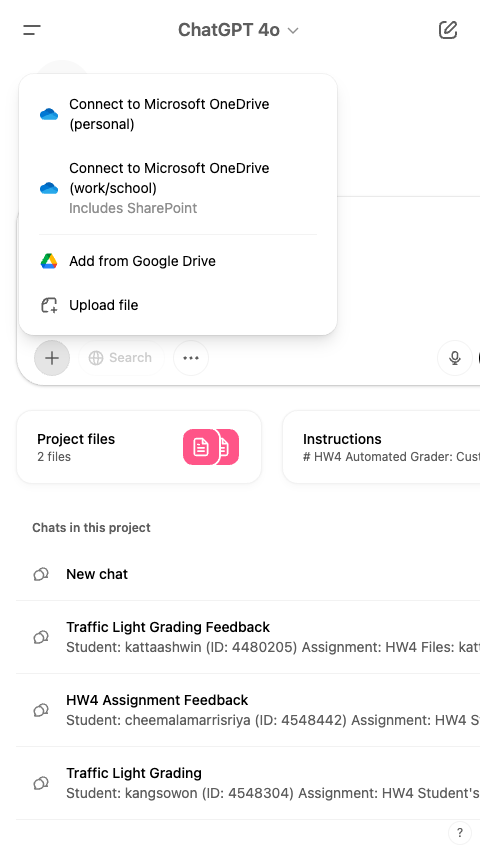 ChatGPT 4o
Connect to Microsoft OneDrive
(personal)
Connect to Microsoft OneDrive
(work/school)
Includes SharePoint
Add from Google Drive
Upload file
Search
Project files
2 files
Instructions
# HW4 Automated Grader: Cust
Chats in this project
New chat
Traffic Light Grading Feedback
Student: kattaashwin (ID: 4480205) Assignment: HW4 Files: katt
HW4 Assignment Feedback
Student: cheemalamarrisriya (ID: 4548442) Assignment: HW4 S
Traffic Light Grading
Student: kangsowon (ID: 4548304) Assignment: HW4 Student's
?